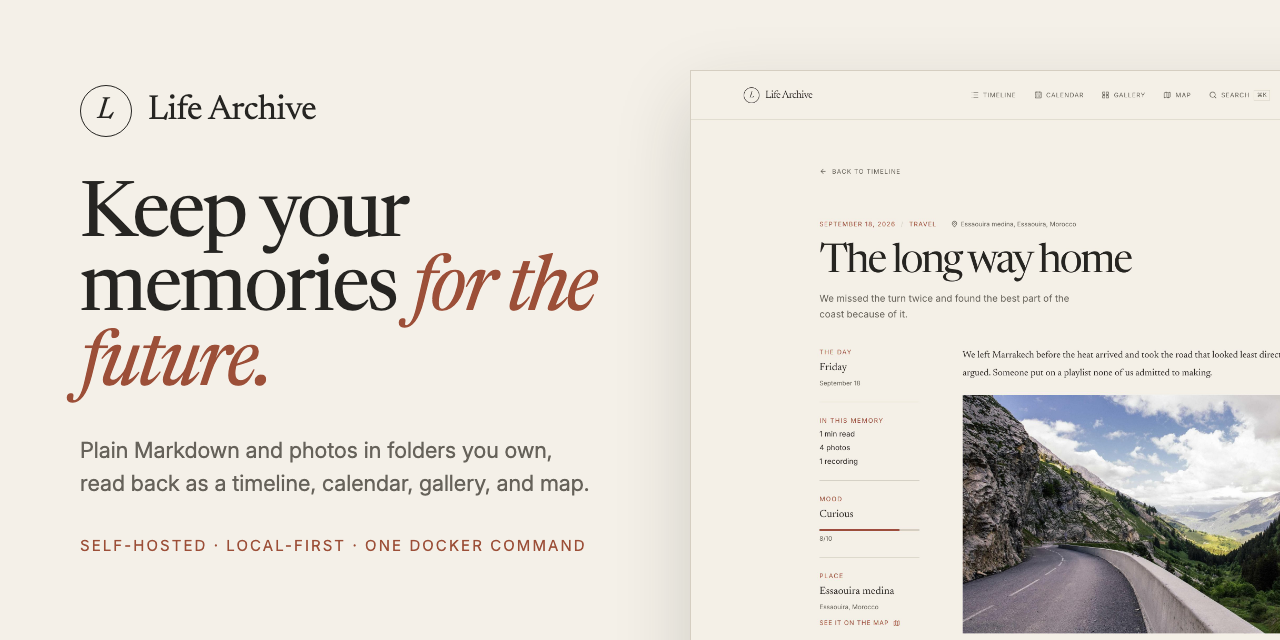 L Life Archive
Keep your
memories for the
future.
Plain Markdown and photos in folders you own,
read back as a timeline, calendar, gallery, and map.
SELF-HOSTED · LOCAL-FIRST · ONE DOCKER COMMAND
L Life Archive TIMELINE CALENDAR GALLERY MAP SEARCH ⌘K
← BACK TO TIMELINE
SEPTEMBER 18, 2026 / TRAVEL Essaouira medina, Essaouira, Morocco
The long way home
We missed the turn twice and found the best part of the
coast because of it.
THE DAY
Friday
September 18
IN THIS MEMORY
1 min read
4 photos
1 recording
MOOD
Curious
8/10
PLACE
Essaouira medina
Essaouira, Morocco
SEE IT ON THE MAP
We left Marrakech before the heat arrived and took the road that looked least
argued. Someone put on a playlist none of us admitted to making.